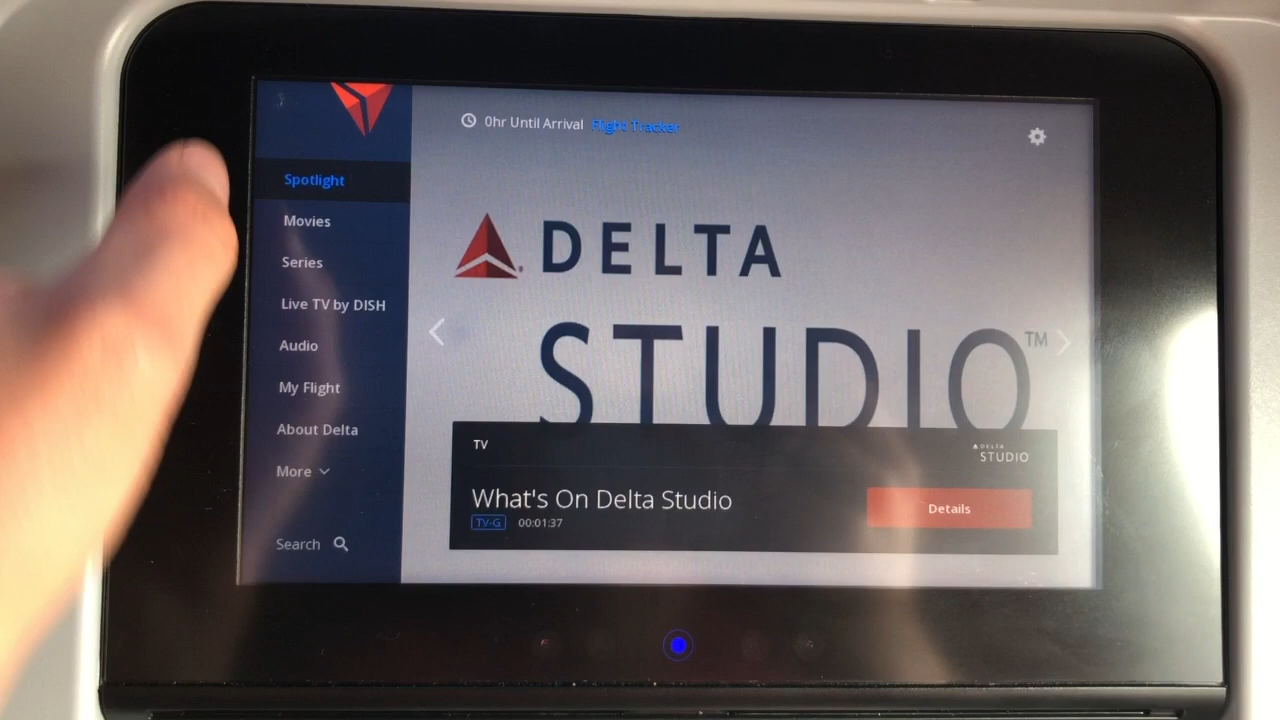 0hr Until Arrival Flight Tracker
Spotlight
Movies
Series
Live TV by DISH
Audio
My Flight
About Delta
More
Search
DELTA
STUDIO™
TV
DELTA
STUDIO
What's On Delta Studio
Details
TV-G 00:01:37